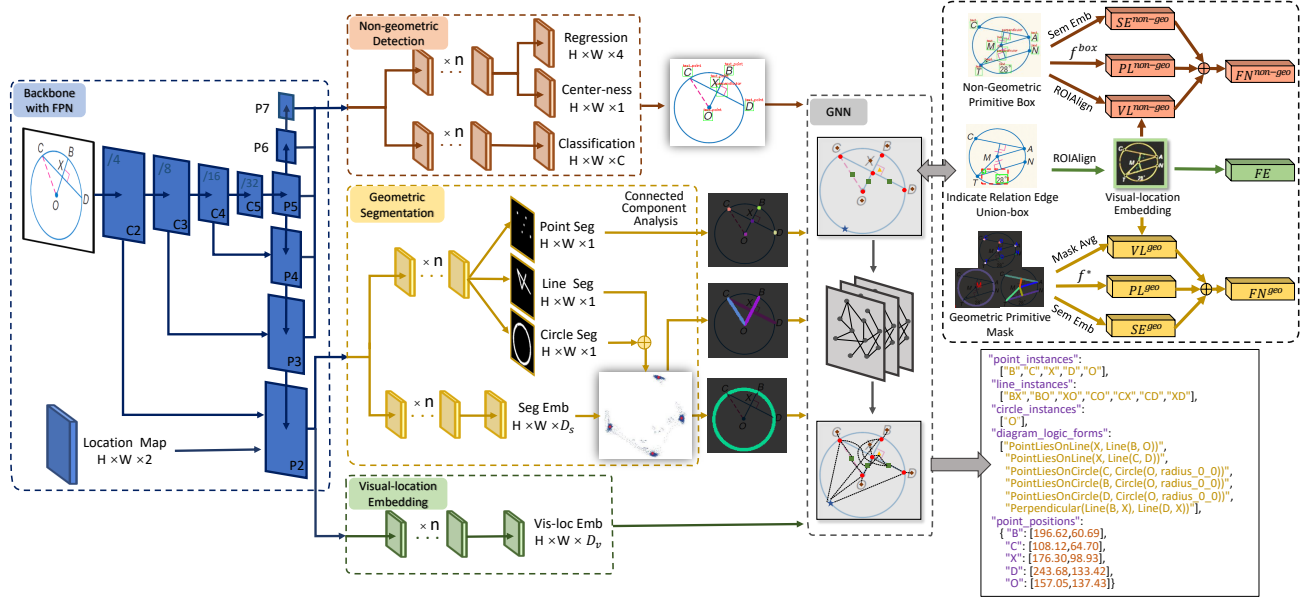 Backbone
with FPN
/4
/8
/16
/32
C2
C3
C4
C5
P7
P6
P5
P4
P3
P2
C
B
X
D
O
Location Map
H × W ×2
Non-geometric
Detection
× n
Regression
H × W ×4
Center-ness
H × W ×1
× n
Classification
H × W × C
C
B
X
D
O
Geometric
Segmentation
× n
Point Seg
H × W ×1
Line Seg
H × W ×1
Circle Seg
H × W ×1
× n
Seg Emb
H × W ×Ds
Connected
Component
Analysis
C
B
X
D
O
C
B
X
D
O
C
B
X
D
O
Visual-location
Embedding
× n
Vis-loc Emb
H × W × Dv
GNN
Non-Geometric
Primitive Box
C
A
M
N
T
28°
Sem Emb
f^box
ROIAlign
SE^non-geo
PL^non-geo
VL^non-geo
FN^non-geo
Indicate Relation Edge
Union-box
C
A
M
N
T
28°
ROIAlign
Visual-location
Embedding
FE
Geometric Primitive
Mask
Mask Avg
f*
Sem Emb
VL^geo
PL^geo
SE^geo
FN^geo
"point_instances":
["B","C","X","D","O"],
"line_instances":
["BX","BO","XO","CO","CX","CD","XD"],
"circle_instances":
["O"],
"diagram_logic_forms":
["PointLiesOnLine(X, Line(B, O))",
"PointLiesOnLine(X, Line(C, D))",
"PointLiesOnCircle(C, Circle(O, radius_0_0))",
"PointLiesOnCircle(B, Circle(O, radius_0_0))",
"PointLiesOnCircle(D, Circle(O, radius_0_0))",
"Perpendicular(Line(B, X), Line(D, X))"],
"point_positions":
{ "B": [196.62,60.69],
"C": [108.12,64.70],
"X": [176.30,98.93],
"D": [243.68,133.42],
"O": [157.05,137.43]}